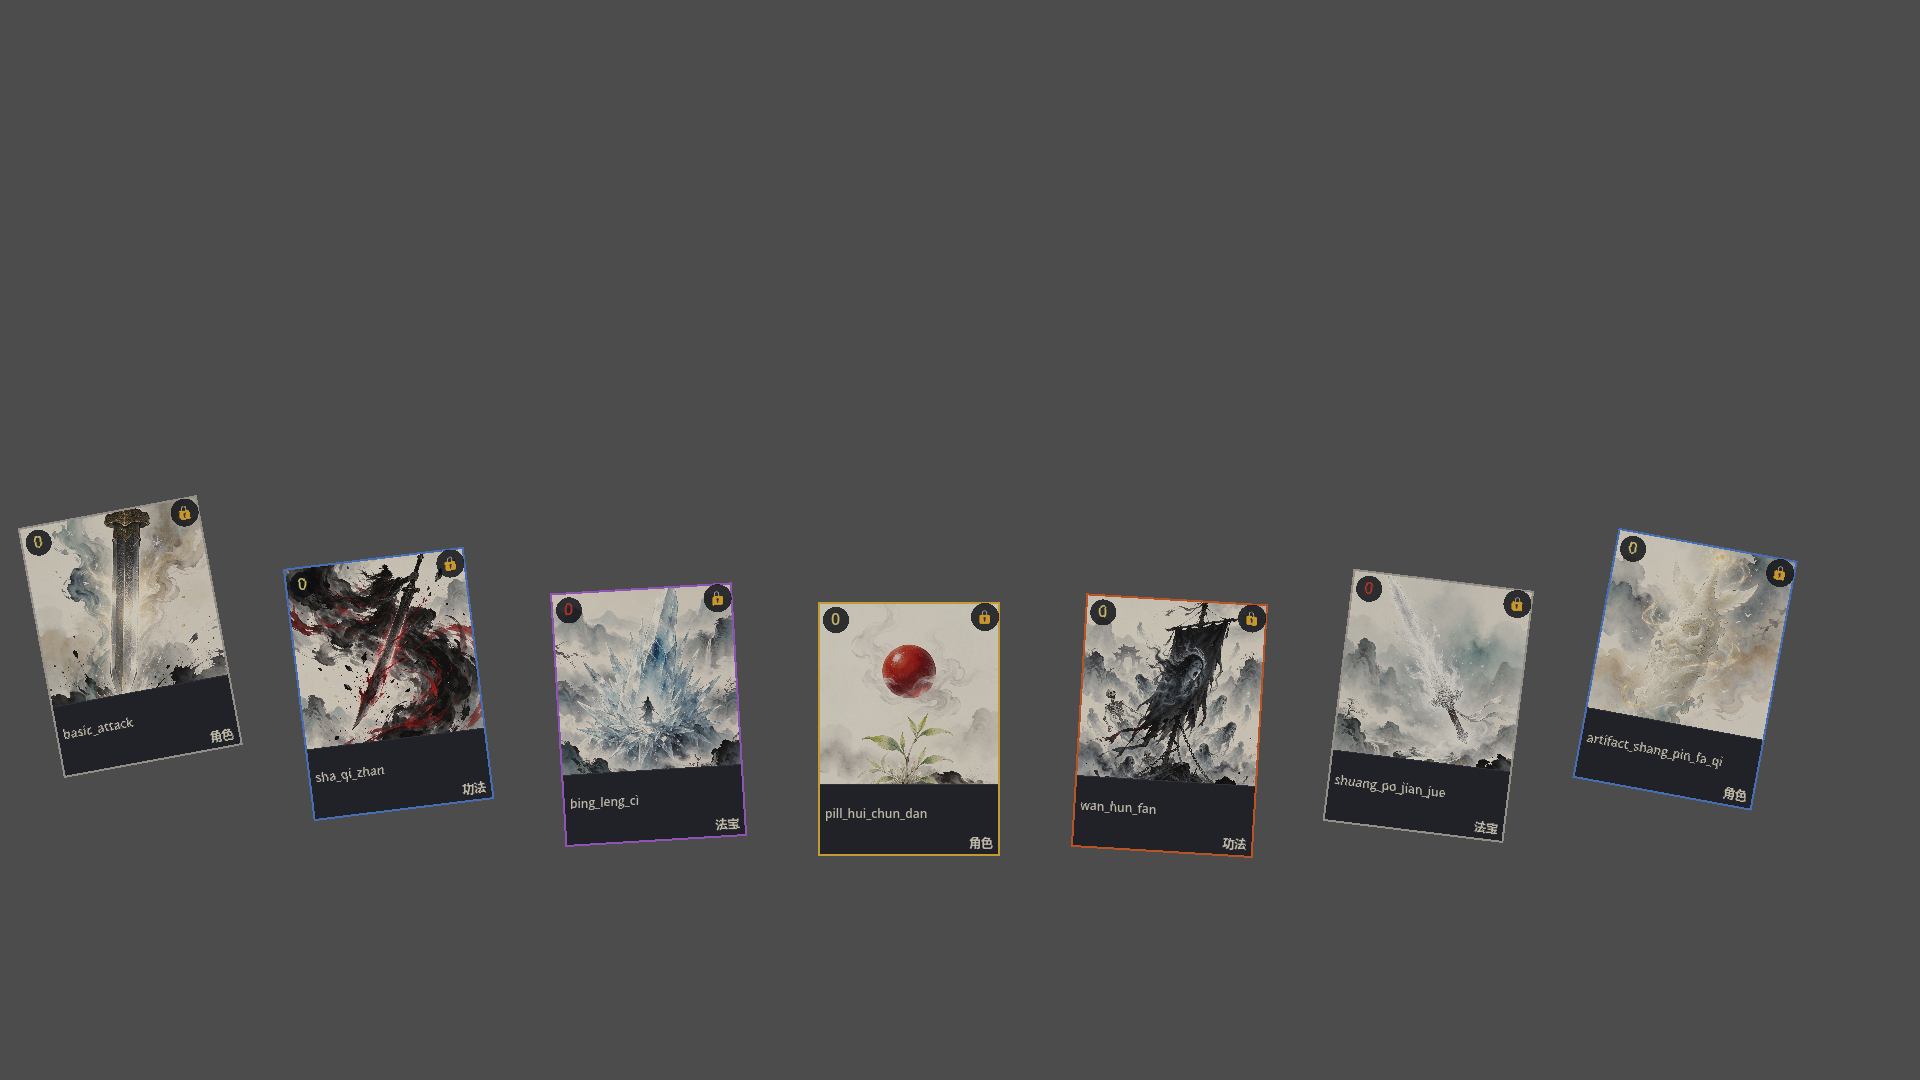 0
basic_attack
角色
0
sha_qi_zhan
功法
0
bing_leng_ci
法宝
0
pill_hui_chun_dan
角色
0
wan_hun_fan
功法
0
shuang_po_jian_jue
法宝
0
artifact_shang_pin_fa_qi
角色